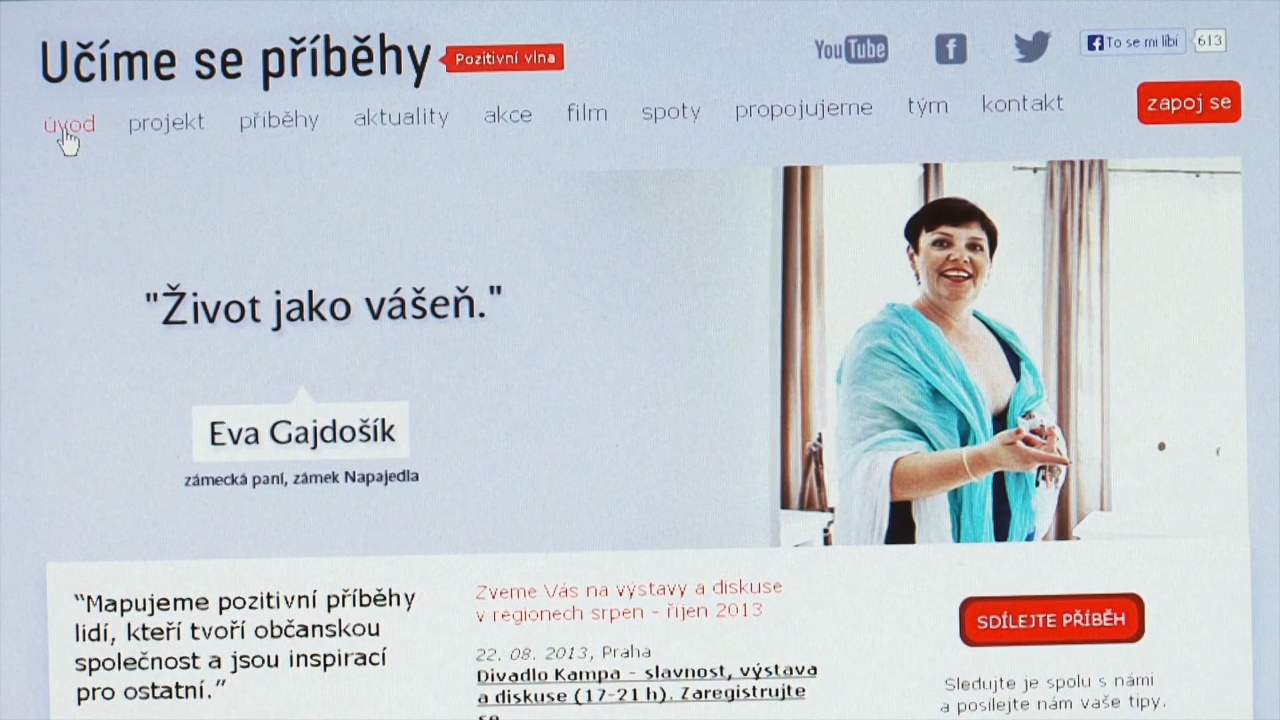 Učíme se příběhy
Pozitivní vlna
YouTube
To se mi líbí
613
úvod projekt příběhy aktuality akce film spoty propojujeme tým kontakt
zapoj se
"Život jako vášeň."
Eva Gajdošík
zámecká paní, zámek Napajedla
“Mapujeme pozitivní příběhy
lidí, kteří tvoří občanskou
společnost a jsou inspirací
pro ostatní.”
Zveme Vás na výstavy a diskuse
v regionech srpen - říjen 2013
22. 08. 2013, Praha
Divadlo Kampa - slavnost, výstava
a diskuse (17-21 h). Zaregistrujte
se
SDÍLEJTE PŘÍBĚH
Sledujte je spolu s námi
a posílejte nám vaše tipy.